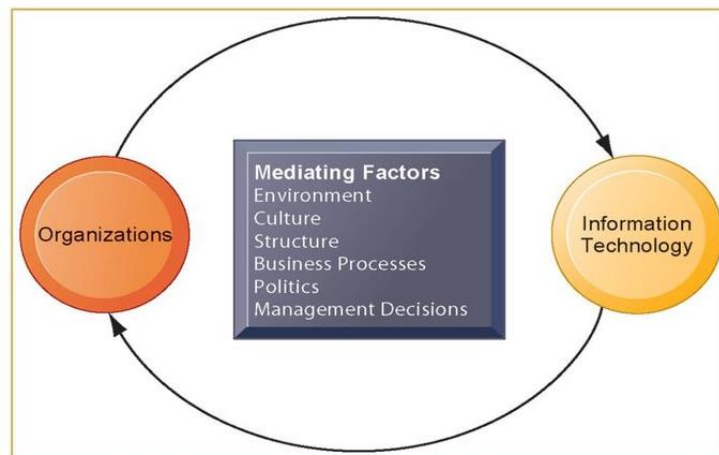 Organizations
Mediating Factors
Environment
Culture
Structure
Business Processes
Politics
Management Decisions
Information
Technology